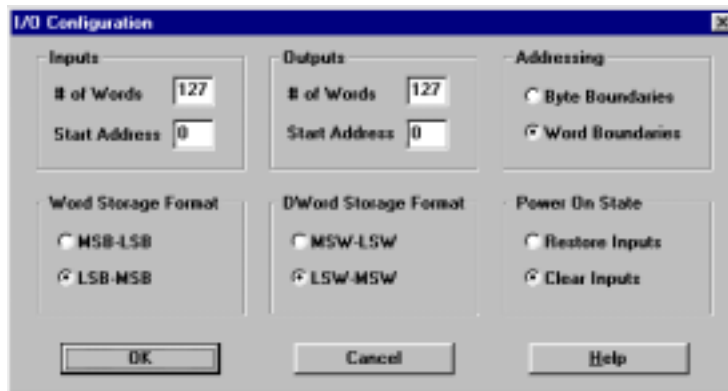 I/O Configuration
Inputs
# of Words 127
Start Address 0
Outputs
# of Words 127
Start Address 0
Addressing
Byte Boundaries
Word Boundaries
Word Storage Format
MSB-LSB
LSB-MSB
DWord Storage Format
MSW-LSW
LSW-MSW
Power On State
Restore Inputs
Clear Inputs
OK
Cancel
Help